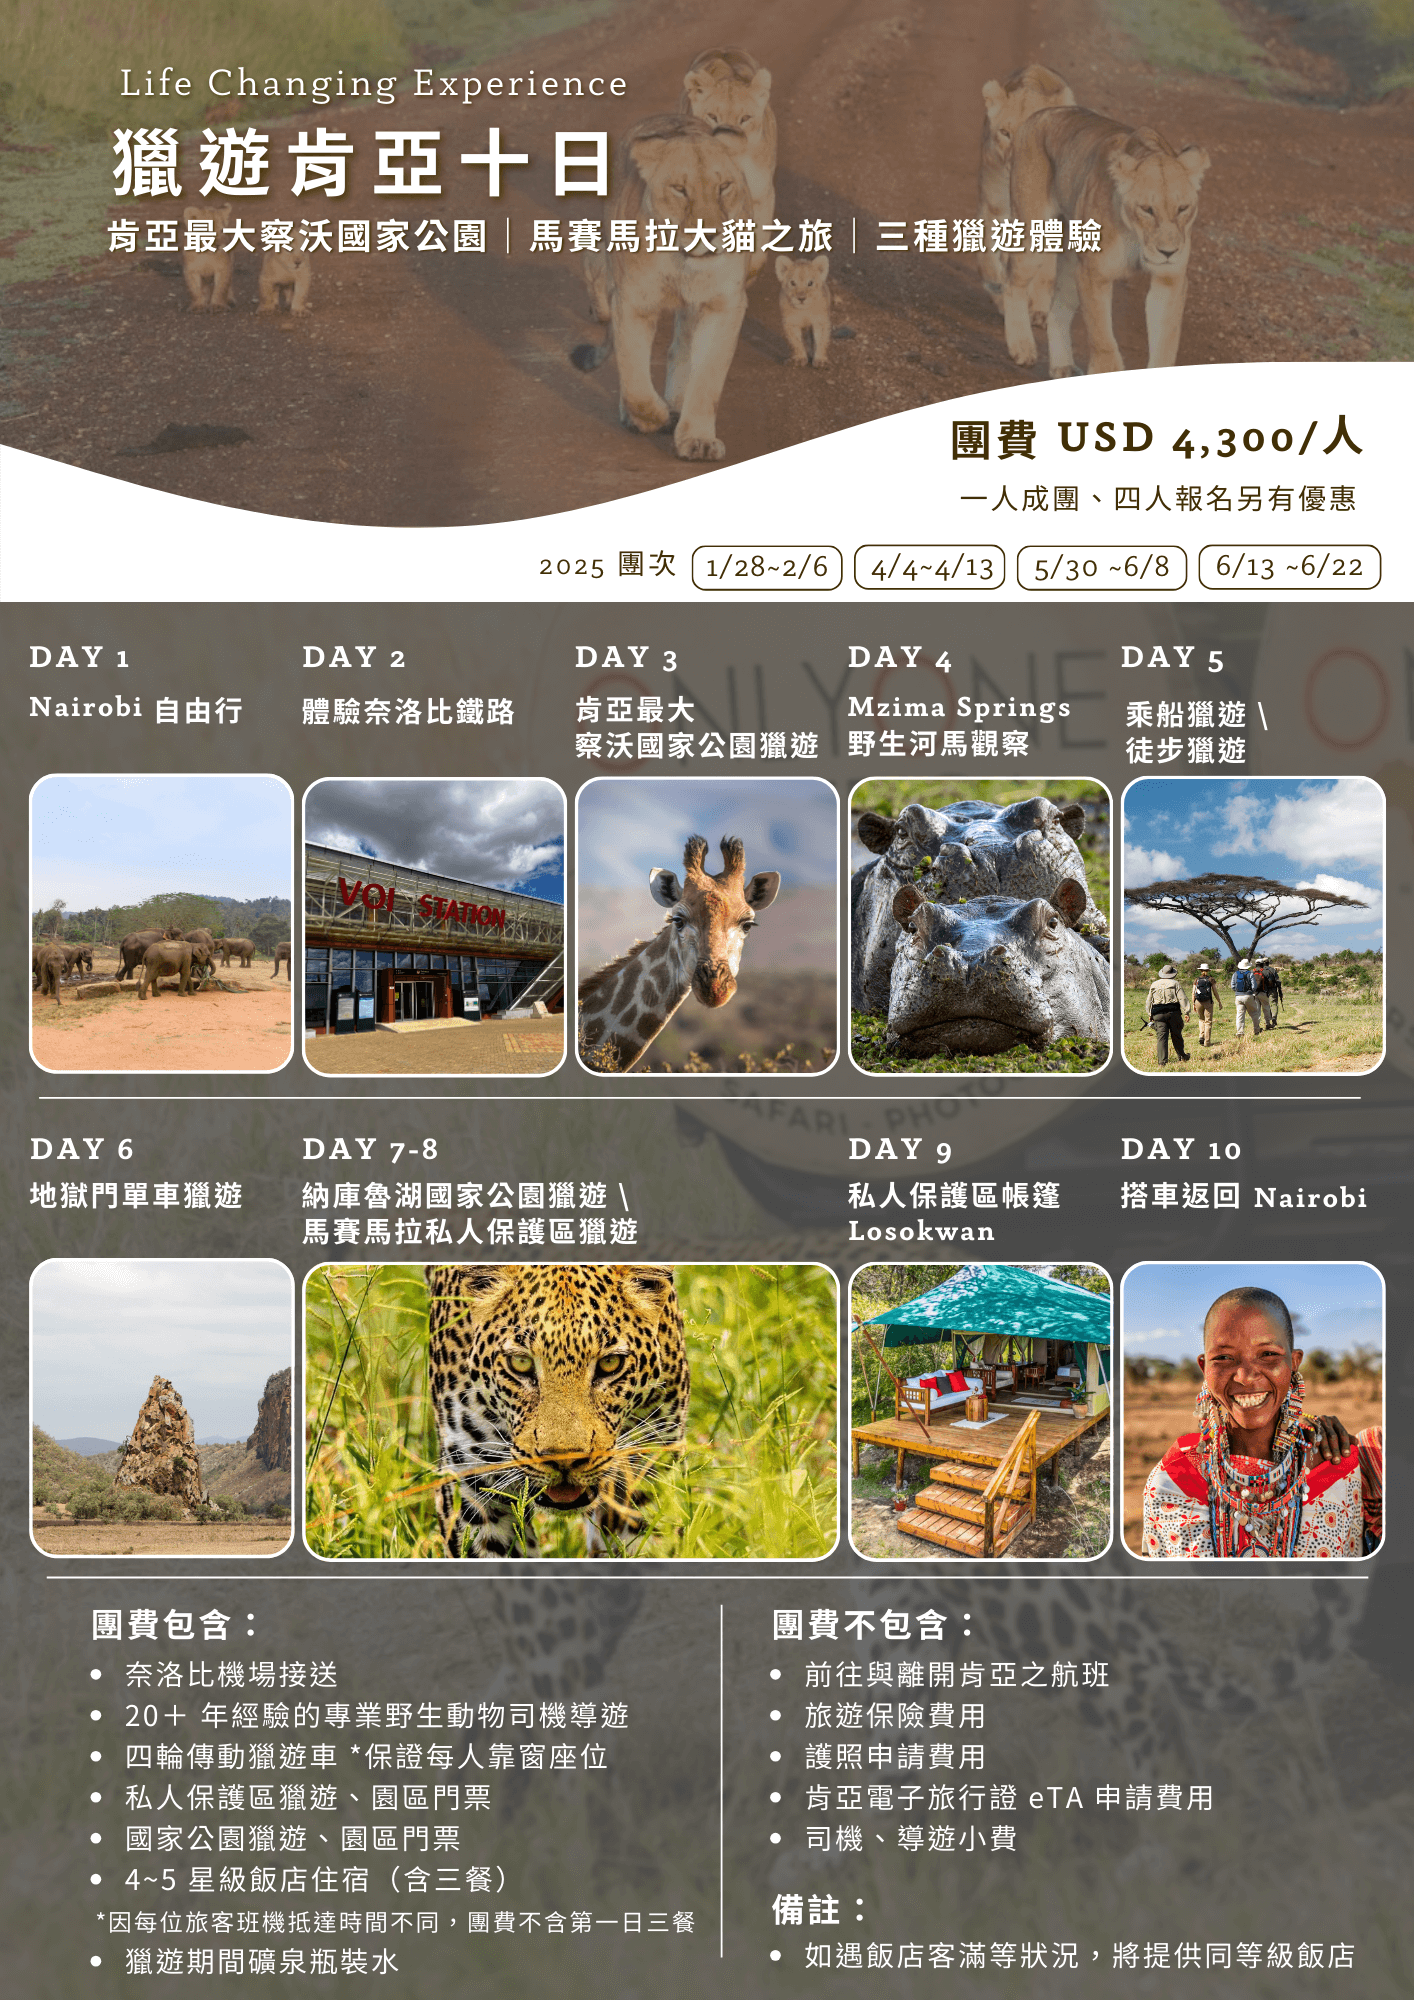 Life Changing Experience
獵遊肯亞十日
肯亞最大察沃國家公園｜馬賽馬拉大貓之旅｜三種獵遊體驗
團費 USD 4,300/人
一人成團、四人報名另有優惠
2025 團次 1/28~2/6 4/4~4/13 5/30 ~6/8 6/13 ~6/22
DAY 1
Nairobi 自由行
DAY 2
體驗奈洛比鐵路
VOI STATION
DAY 3
肯亞最大
察沃國家公園獵遊
DAY 4
Mzima Springs
野生河馬觀察
DAY 5
乘船獵遊 \
徒步獵遊
ONLYONE
SAFARI PHOTO
DAY 6
地獄門單車獵遊
DAY 7-8
納庫魯湖國家公園獵遊 \
馬賽馬拉私人保護區獵遊
DAY 9
私人保護區帳篷
Losokwan
DAY 10
搭車返回 Nairobi
團費包含：
• 奈洛比機場接送
• 20＋ 年經驗的專業野生動物司機導遊
• 四輪傳動獵遊車 *保證每人靠窗座位
• 私人保護區獵遊、園區門票
• 國家公園獵遊、園區門票
• 4~5 星級飯店住宿（含三餐）
*因每位旅客班機抵達時間不同，團費不含第一日三餐
• 獵遊期間礦泉瓶裝水
團費不包含：
• 前往與離開肯亞之航班
• 旅遊保險費用
• 護照申請費用
• 肯亞電子旅行證 eTA 申請費用
• 司機、導遊小費
備註：
• 如遇飯店客滿等狀況，將提供同等級飯店